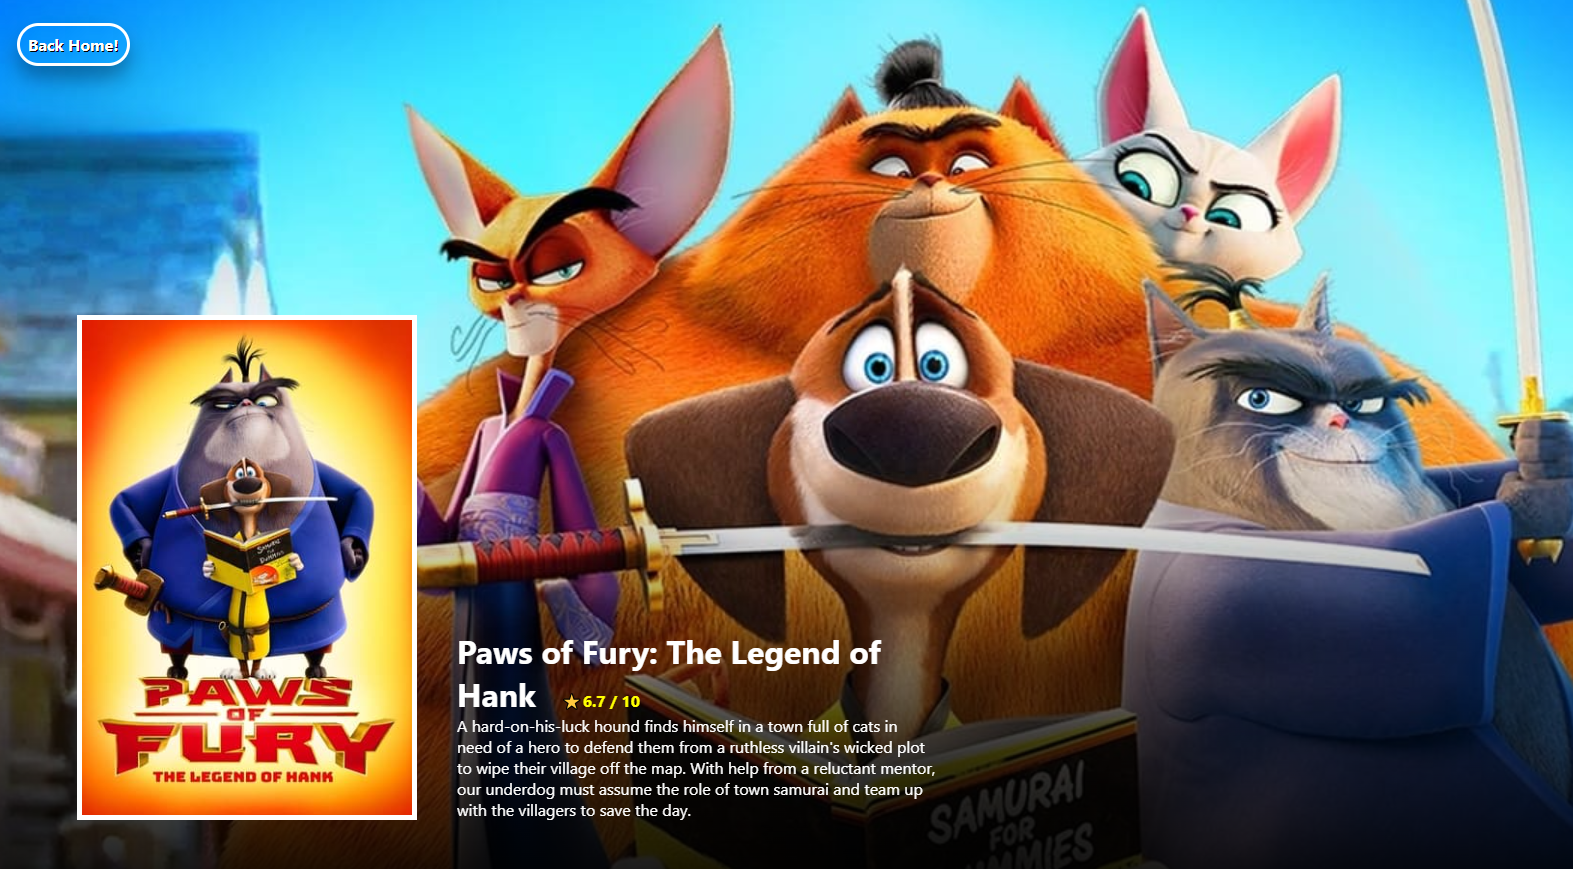 Back Home!
SAMURAI
FOR
DUMMIES
PAWS
OF
FURY
THE LEGEND OF HANK
Paws of Fury: The Legend of
Hank ★ 6.7 / 10
A hard-on-his-luck hound finds himself in a town full of cats in
need of a hero to defend them from a ruthless villain's wicked plot
to wipe their village off the map. With help from a reluctant mentor,
our underdog must assume the role of town samurai and team up
with the villagers to save the day.
SAMURAI
FOR
DUMMIES